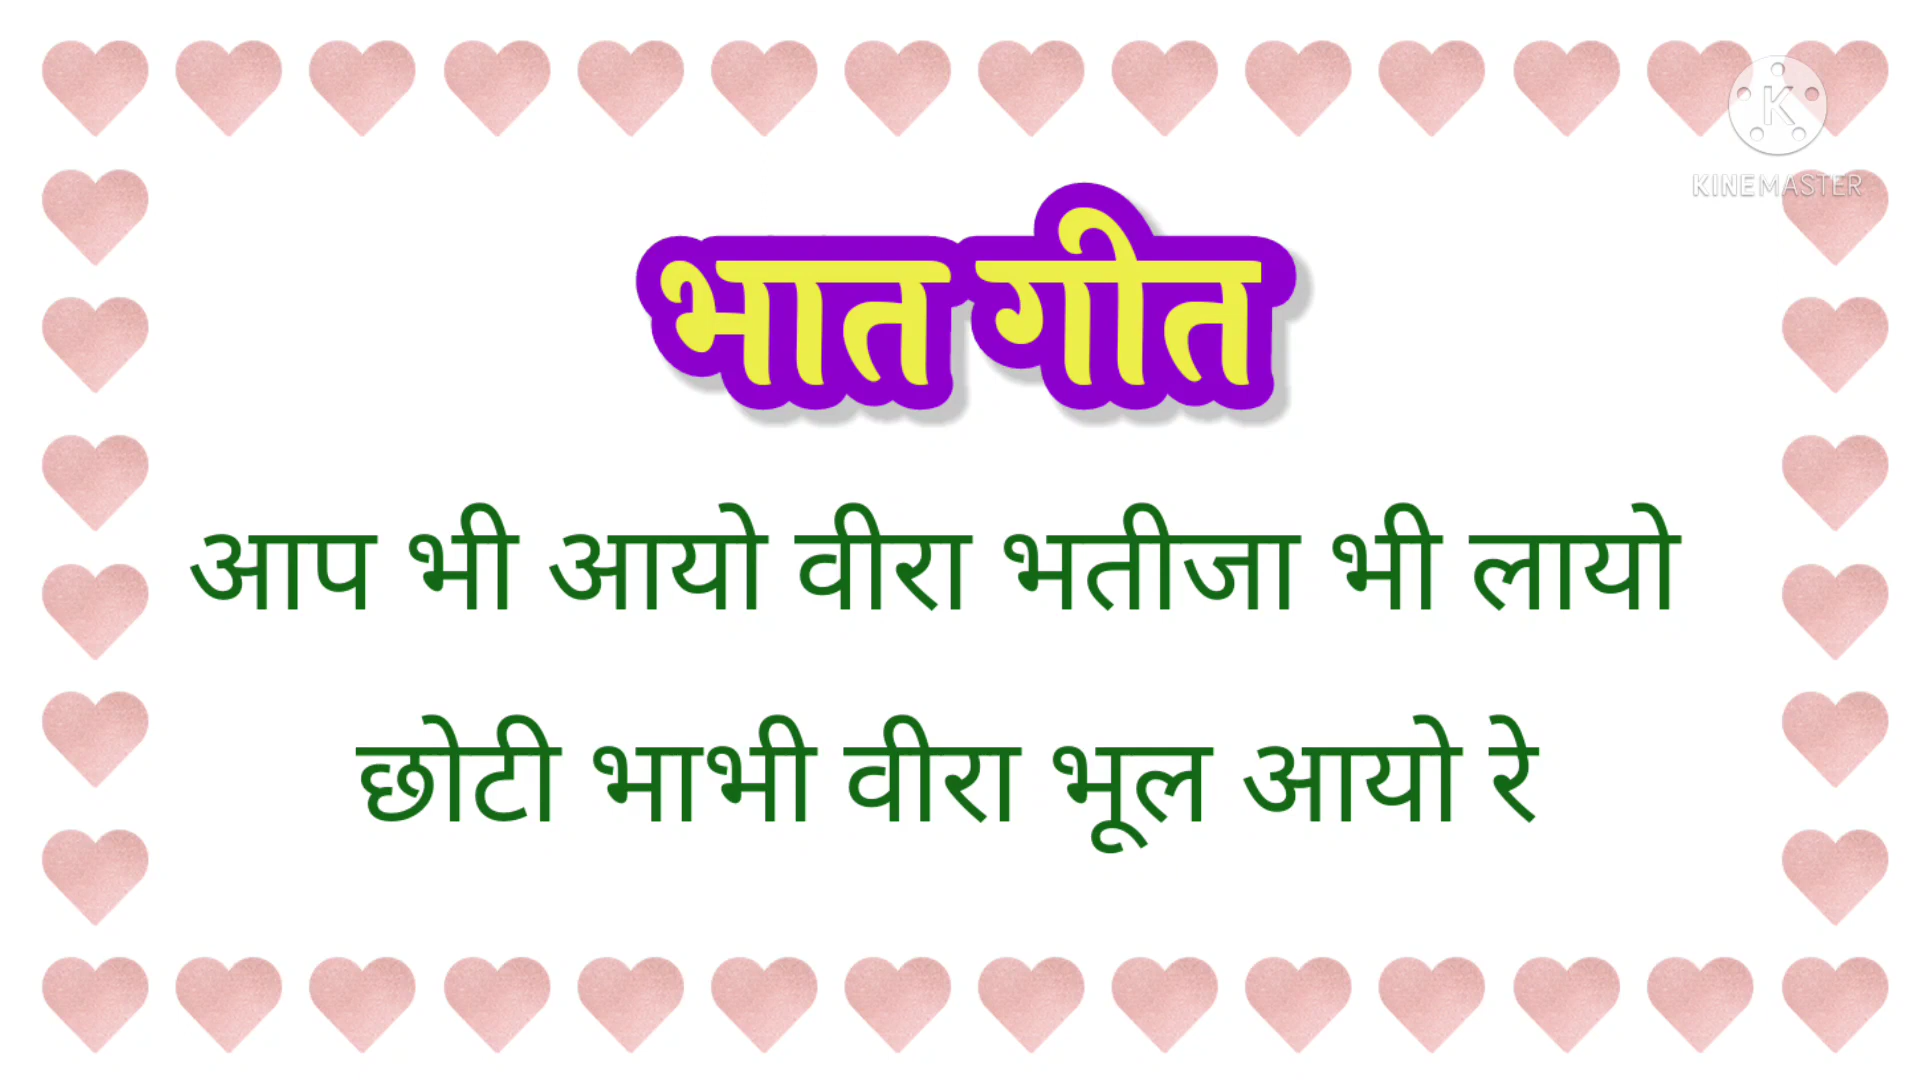 KINEMASTER
भात गीत
आप भी आयो वीरा भतीजा भी लायो
छोटी भाभी वीरा भूल आयो रे